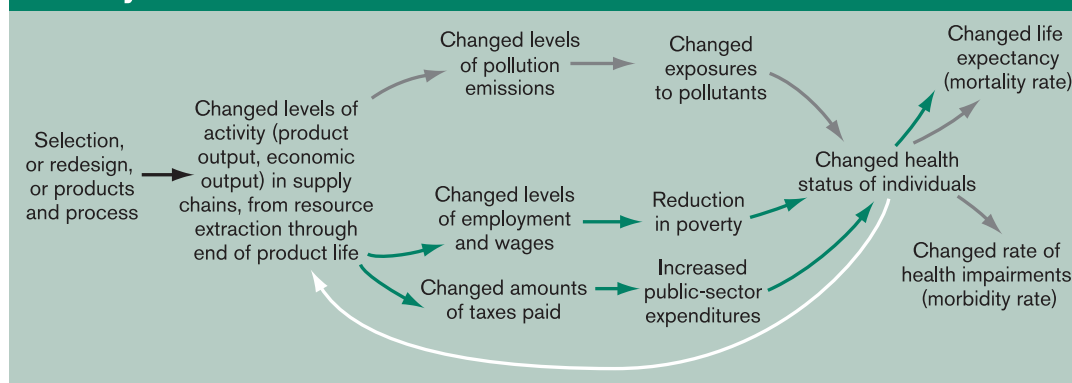 Selection,
or redesign,
or products
and process
Changed levels of
activity (product
output, economic
output) in supply
chains, from resource
extraction through
end of product life
Changed levels
of pollution
emissions
Changed
exposures
to pollutants
Changed levels
of employment
and wages
Reduction
in poverty
Changed amounts
of taxes paid
Increased
public-sector
expenditures
Changed health
status of individuals
Changed life
expectancy
(mortality rate)
Changed rate of
health impairments
(morbidity rate)